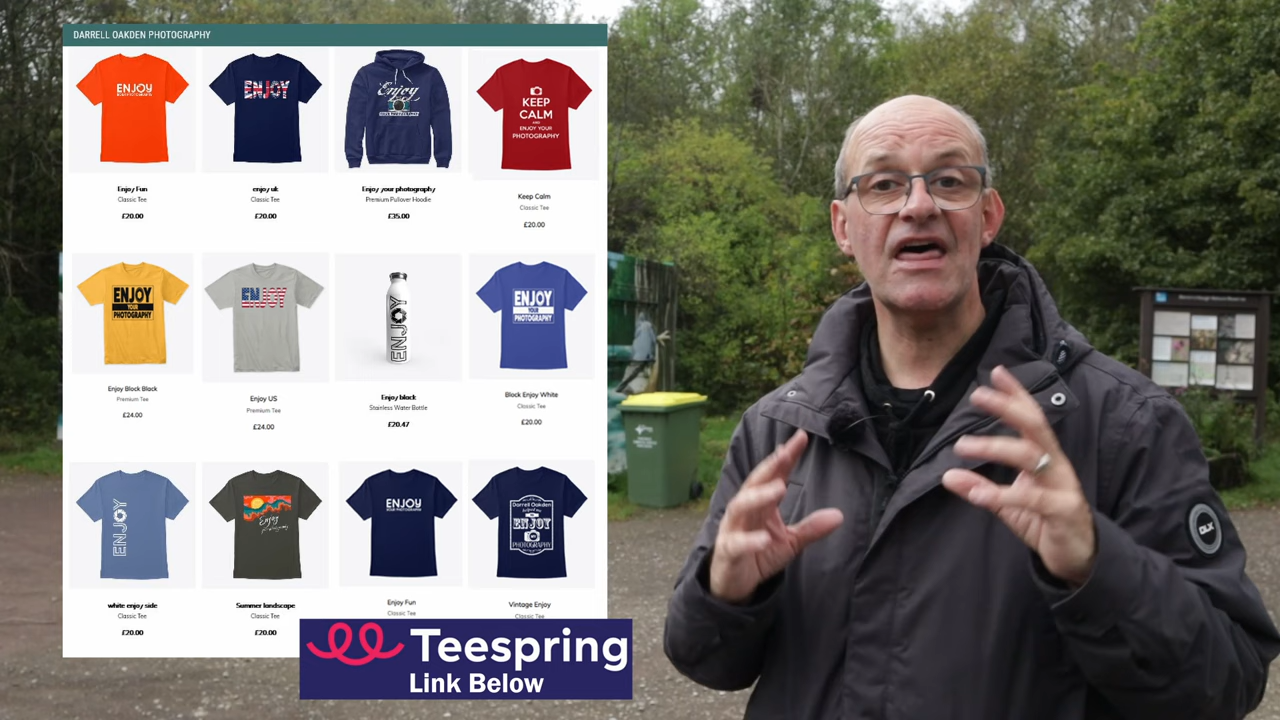 DARRELL OAKDEN PHOTOGRAPHY
ENJOY
ENJOY
Enjoy
KEEP
CALM
AND
ENJOY YOUR
PHOTOGRAPHY
Enjoy Fun
Classic Tee
£20.00
enjoy uk
Classic Tee
£20.00
Enjoy your photography
Premium Pullover Hoodie
£35.00
Keep Calm
Classic Tee
£20.00
ENJOY
YOUR
PHOTOGRAPHY
ENJOY
ENJOY
ENJOY
YOUR
PHOTOGRAPHY
Enjoy Block Black
Premium Tee
£24.00
Enjoy US
Premium Tee
£24.00
Enjoy black
Stainless Water Bottle
£20.47
Block Enjoy White
Classic Tee
£20.00
ENJOY
Enjoy
ENJOY
YOUR PHOTOGRAPHY
Darrell Oakden
ENJOY
PHOTOGRAPHY
white enjoy side
Classic Tee
£20.00
Summer landscape
Classic Tee
£20.00
Enjoy Fun
Classic Tee
Vintage Enjoy
Classic Tee
Teespring
Link Below
DLX